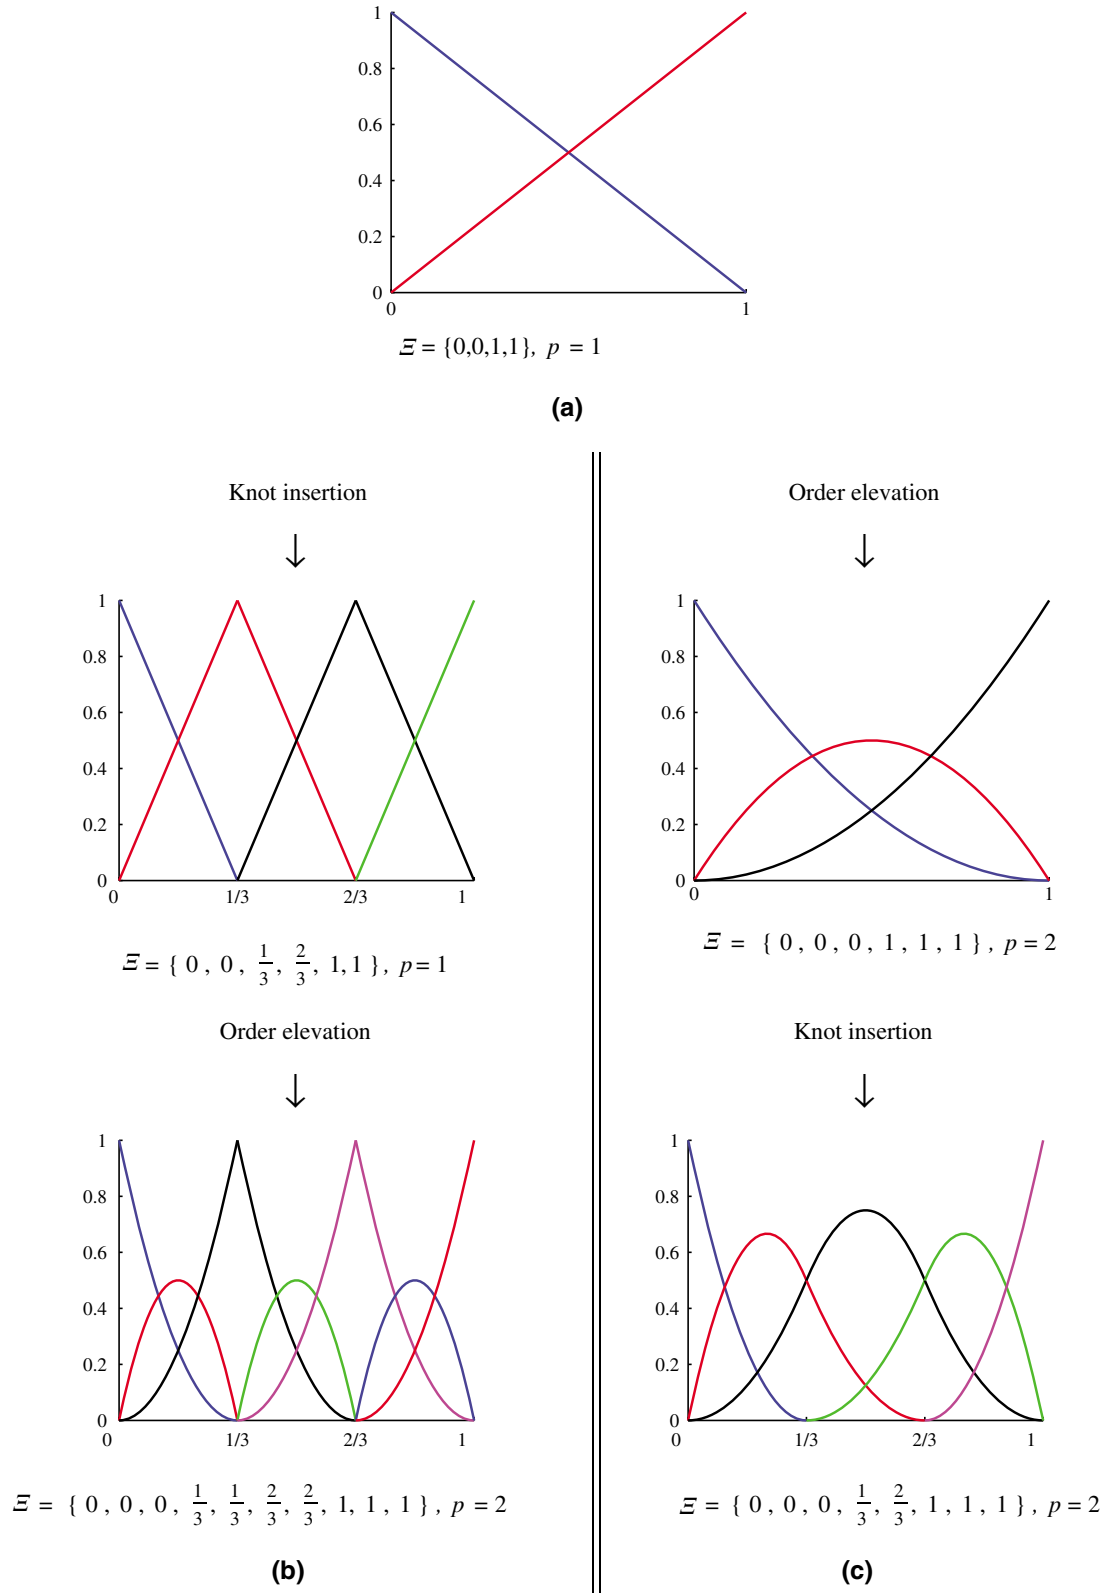 1
0.8
0.6
0.4
0.2
0
0 1
Ξ = {0,0,1,1}, p = 1
(a)
Knot insertion
↓
1
0.8
0.6
0.4
0.2
0
0 1/3 2/3 1
Ξ = { 0 , 0 , 1/3, 2/3, 1,1 }, p = 1
Order elevation
↓
1
0.8
0.6
0.4
0.2
0
0 1/3 2/3 1
Ξ = { 0 , 0 , 0 , 1/3, 1/3, 2/3, 2/3, 1, 1 , 1 }, p = 2
(b)
Order elevation
↓
1
0.8
0.6
0.4
0.2
0
0 1
Ξ = { 0 , 0 , 0 , 1 , 1 , 1 } , p = 2
Knot insertion
↓
1
0.8
0.6
0.4
0.2
0
0 1/3 2/3 1
Ξ = { 0 , 0 , 0 , 1/3, 2/3, 1 , 1 , 1 } , p = 2
(c)